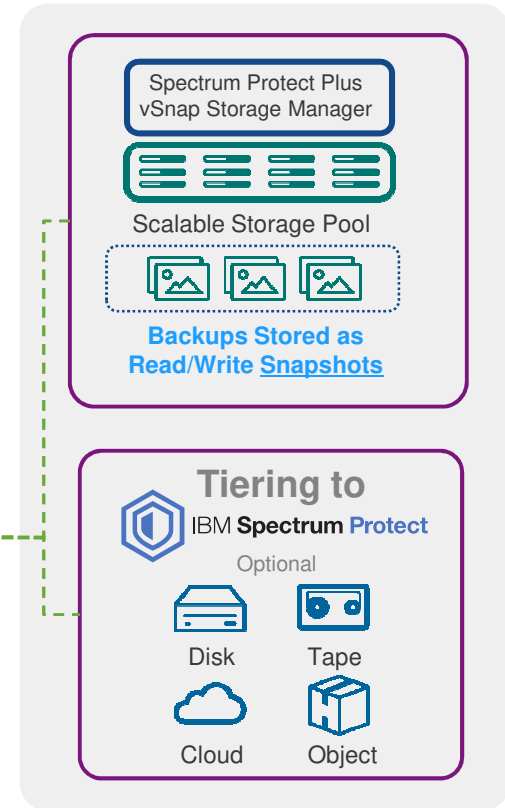 Spectrum Protect Plus
vSnap Storage Manager
Scalable Storage Pool
Backups Stored as
Read/Write Snapshots
Tiering to
IBM Spectrum Protect
Optional
Disk
Tape
Cloud
Object